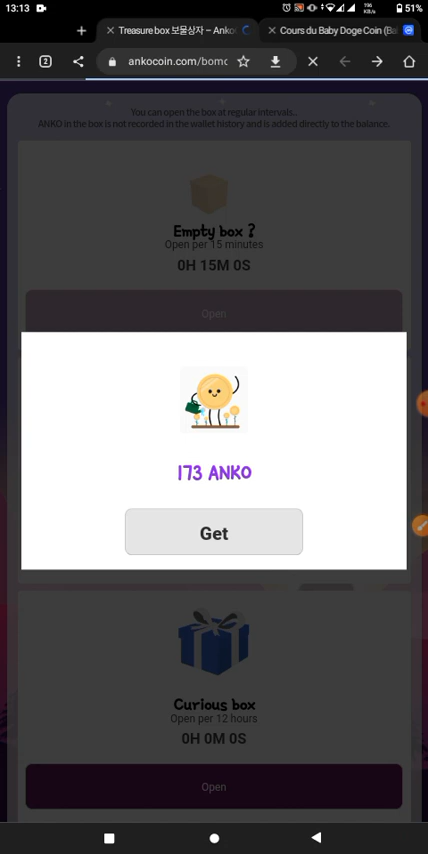 13:13
196
KB/s
51%
Treasure box 보물상자 – Anko
Cours du Baby Doge Coin (Ba
2
ankocoin.com/bomc
You can open the box at regular intervals..
ANKO in the box is not recorded in the wallet history and is added directly to the balance.
Empty box ?
Open per 15 minutes
0H 15M 0S
Open
173 ANKO
Get
Curious box
Open per 12 hours
0H 0M 0S
Open